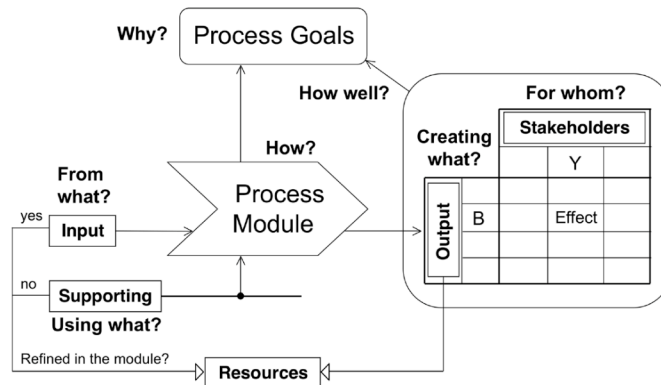 Why?
Process Goals
How well?
For whom?
Stakeholders
Creating
what?
Y
How?
From
what?
Process
Module
yes
Input
Output
B
Effect
no
Supporting
Using what?
Refined in the module?
Resources